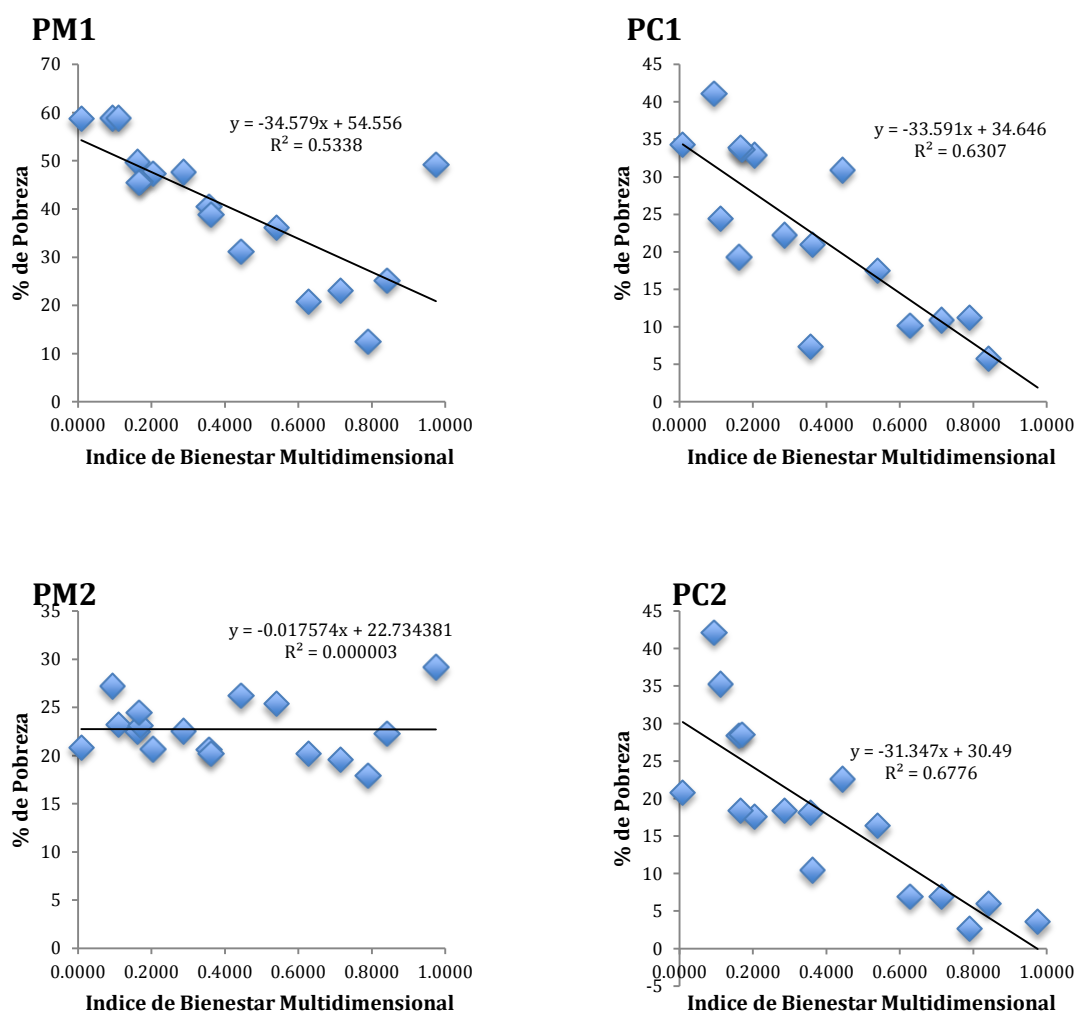 PM1
70
60
50
40
30
20
10
0
0.0000 0.2000 0.4000 0.6000 0.8000 1.0000
% de Pobreza
y = -34.579x + 54.556
R² = 0.5338
Indice de Bienestar Multidimensional
PC1
45
40
35
30
25
20
15
10
5
0
0.0000 0.2000 0.4000 0.6000 0.8000 1.0000
% de Pobreza
y = -33.591x + 34.646
R² = 0.6307
Indice de Bienestar Multidimensional
PM2
35
30
25
20
15
10
5
0
0.0000 0.2000 0.4000 0.6000 0.8000 1.0000
% de Pobreza
y = -0.017574x + 22.734381
R² = 0.000003
Indice de Bienestar Multidimensional
PC2
45
40
35
30
25
20
15
10
5
0
-5
0.0000 0.2000 0.4000 0.6000 0.8000 1.0000
% de Pobreza
y = -31.347x + 30.49
R² = 0.6776
Indice de Bienestar Multidimensional